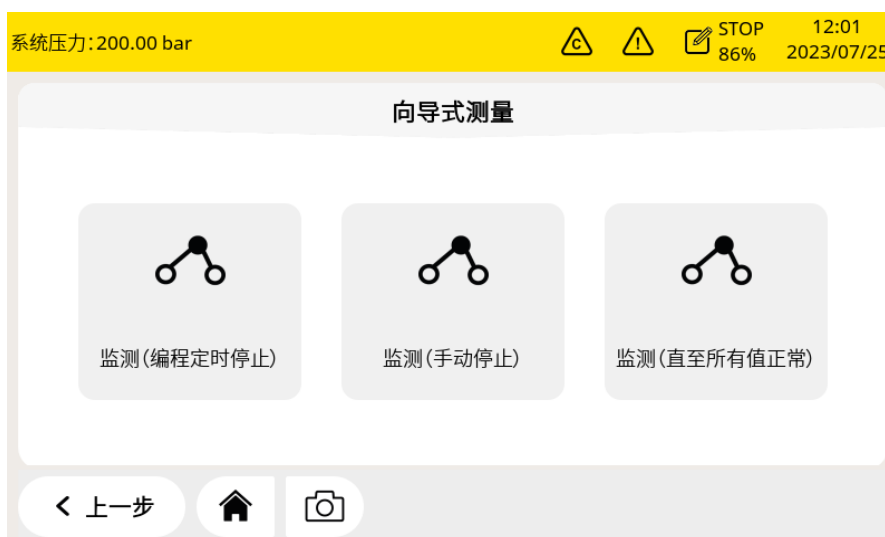 系统压力：200.00 bar
C
STOP
86%
12:01
2023/07/25
向导式测量
监测（编程定时停止）
监测（手动停止）
监测（直至所有值正常）
上一步